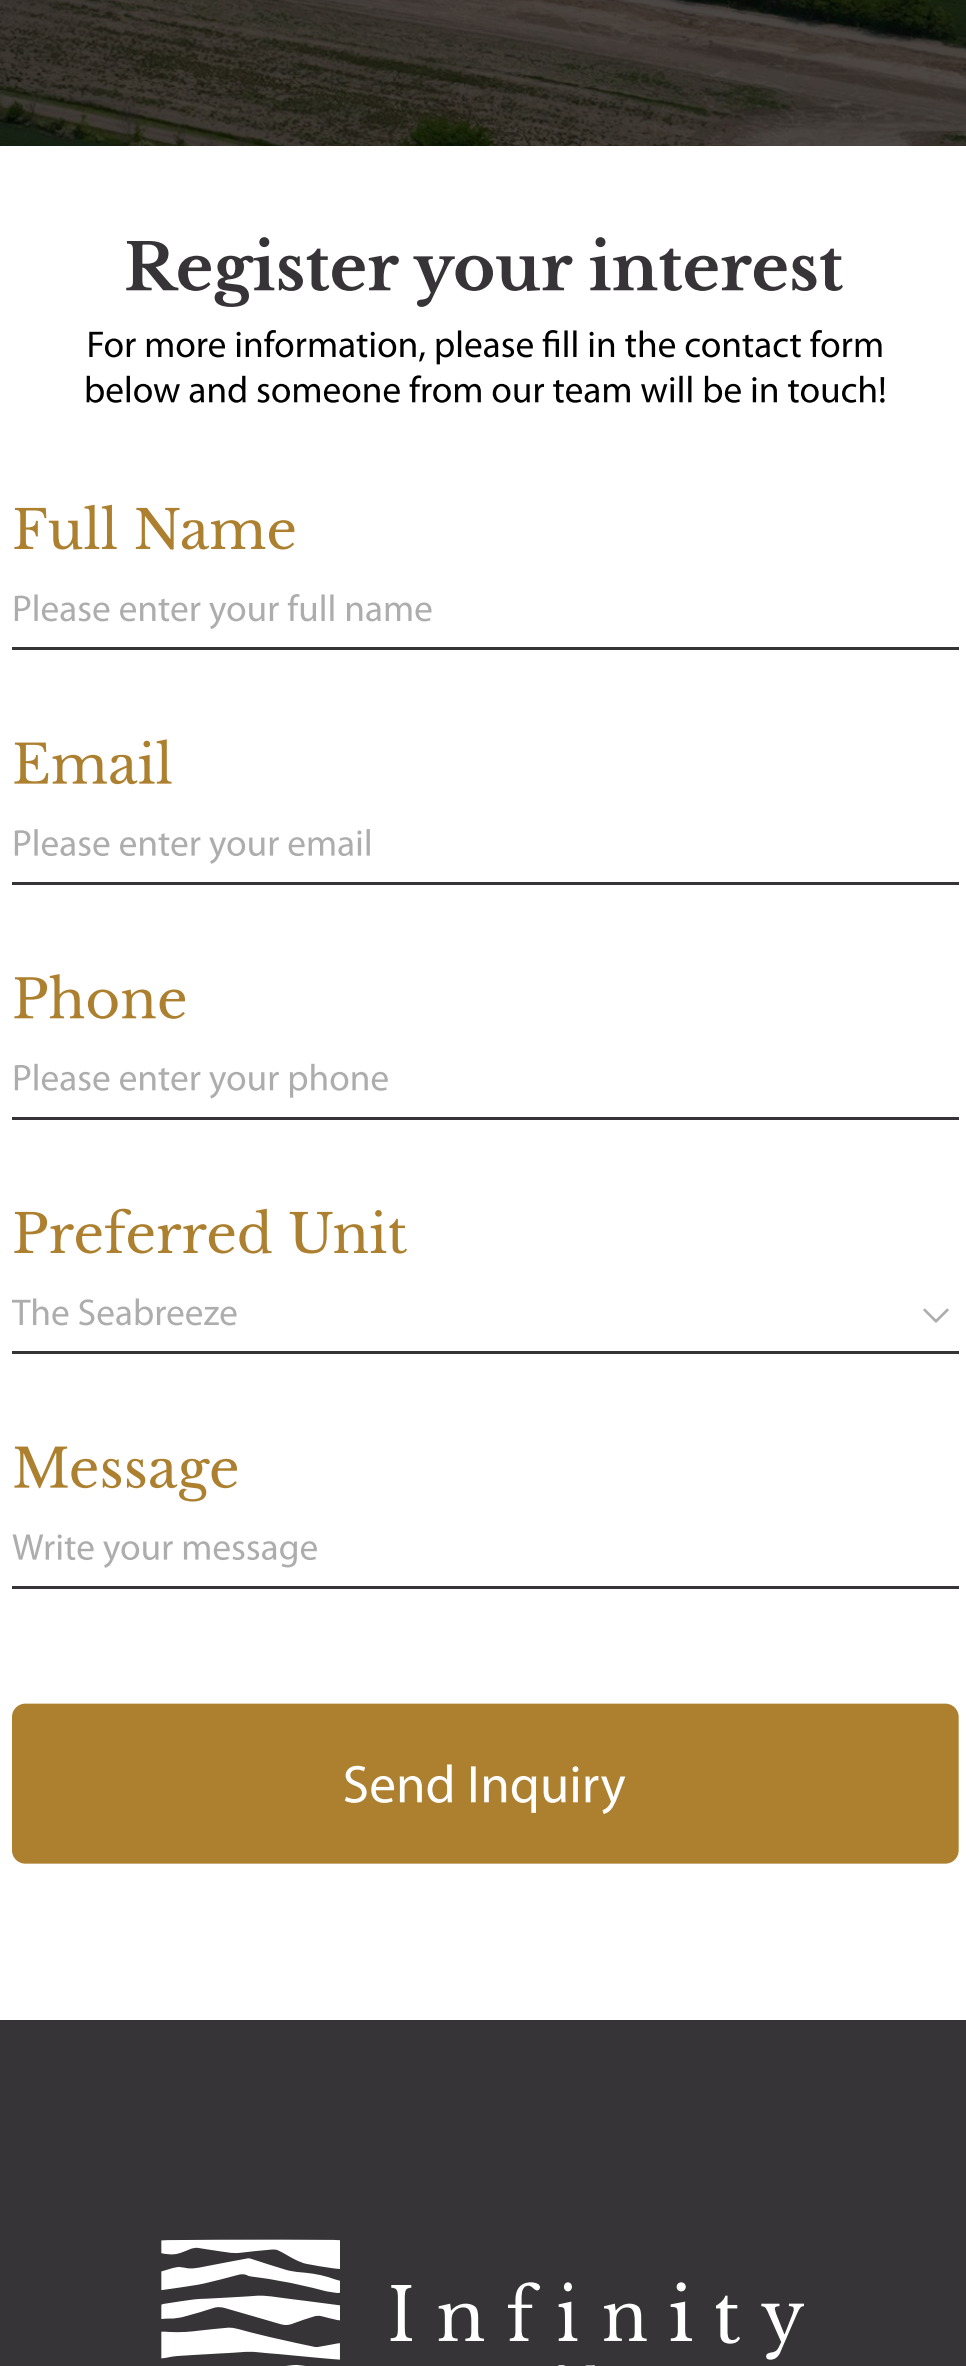 Register your interest
For more information, please fill in the contact form
below and someone from our team will be in touch!
Full Name
Please enter your full name
Email
Please enter your email
Phone
Please enter your phone
Preferred Unit
The Seabreeze
Message
Write your message
Send Inquiry
Infinity